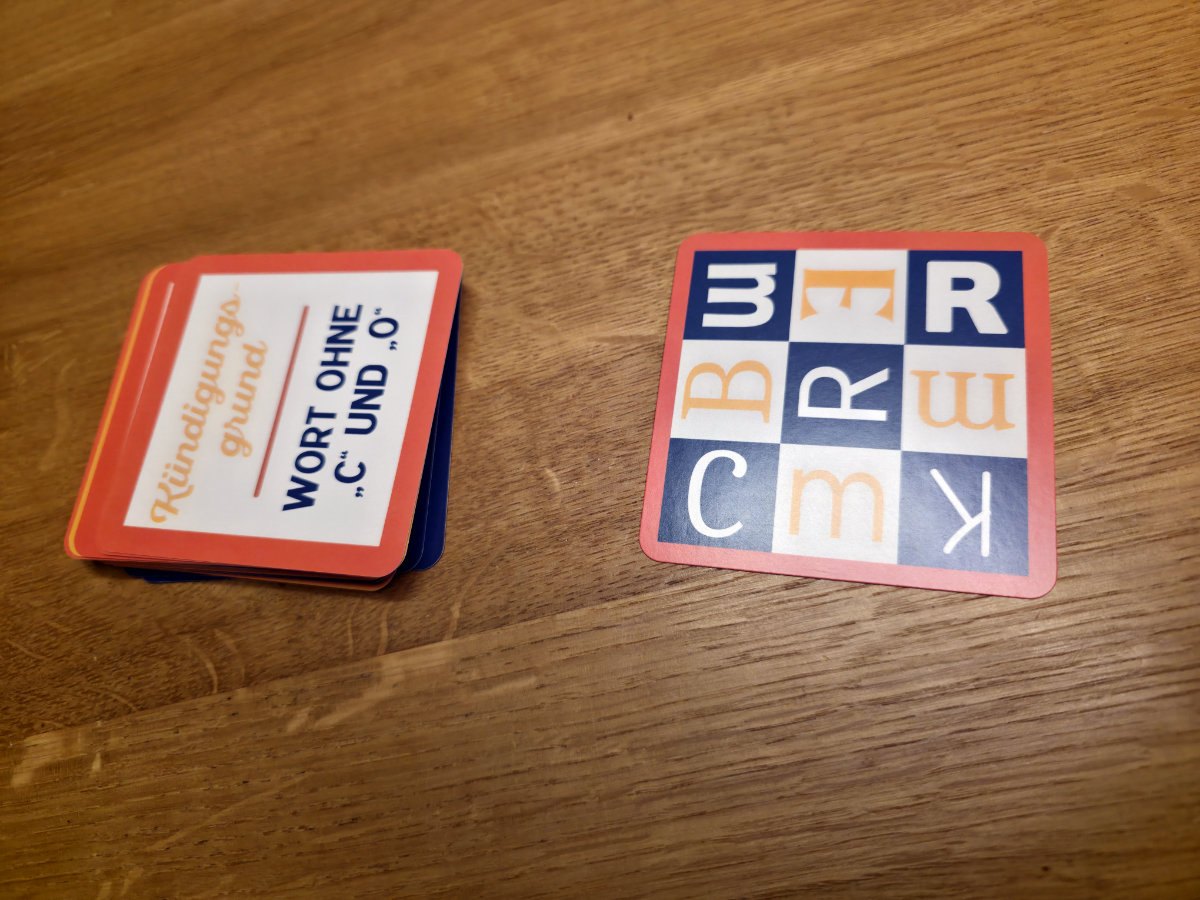 Kündigungs-
grund
WORT OHNE
„C“ UND „O“
m E R
B R m
C m K